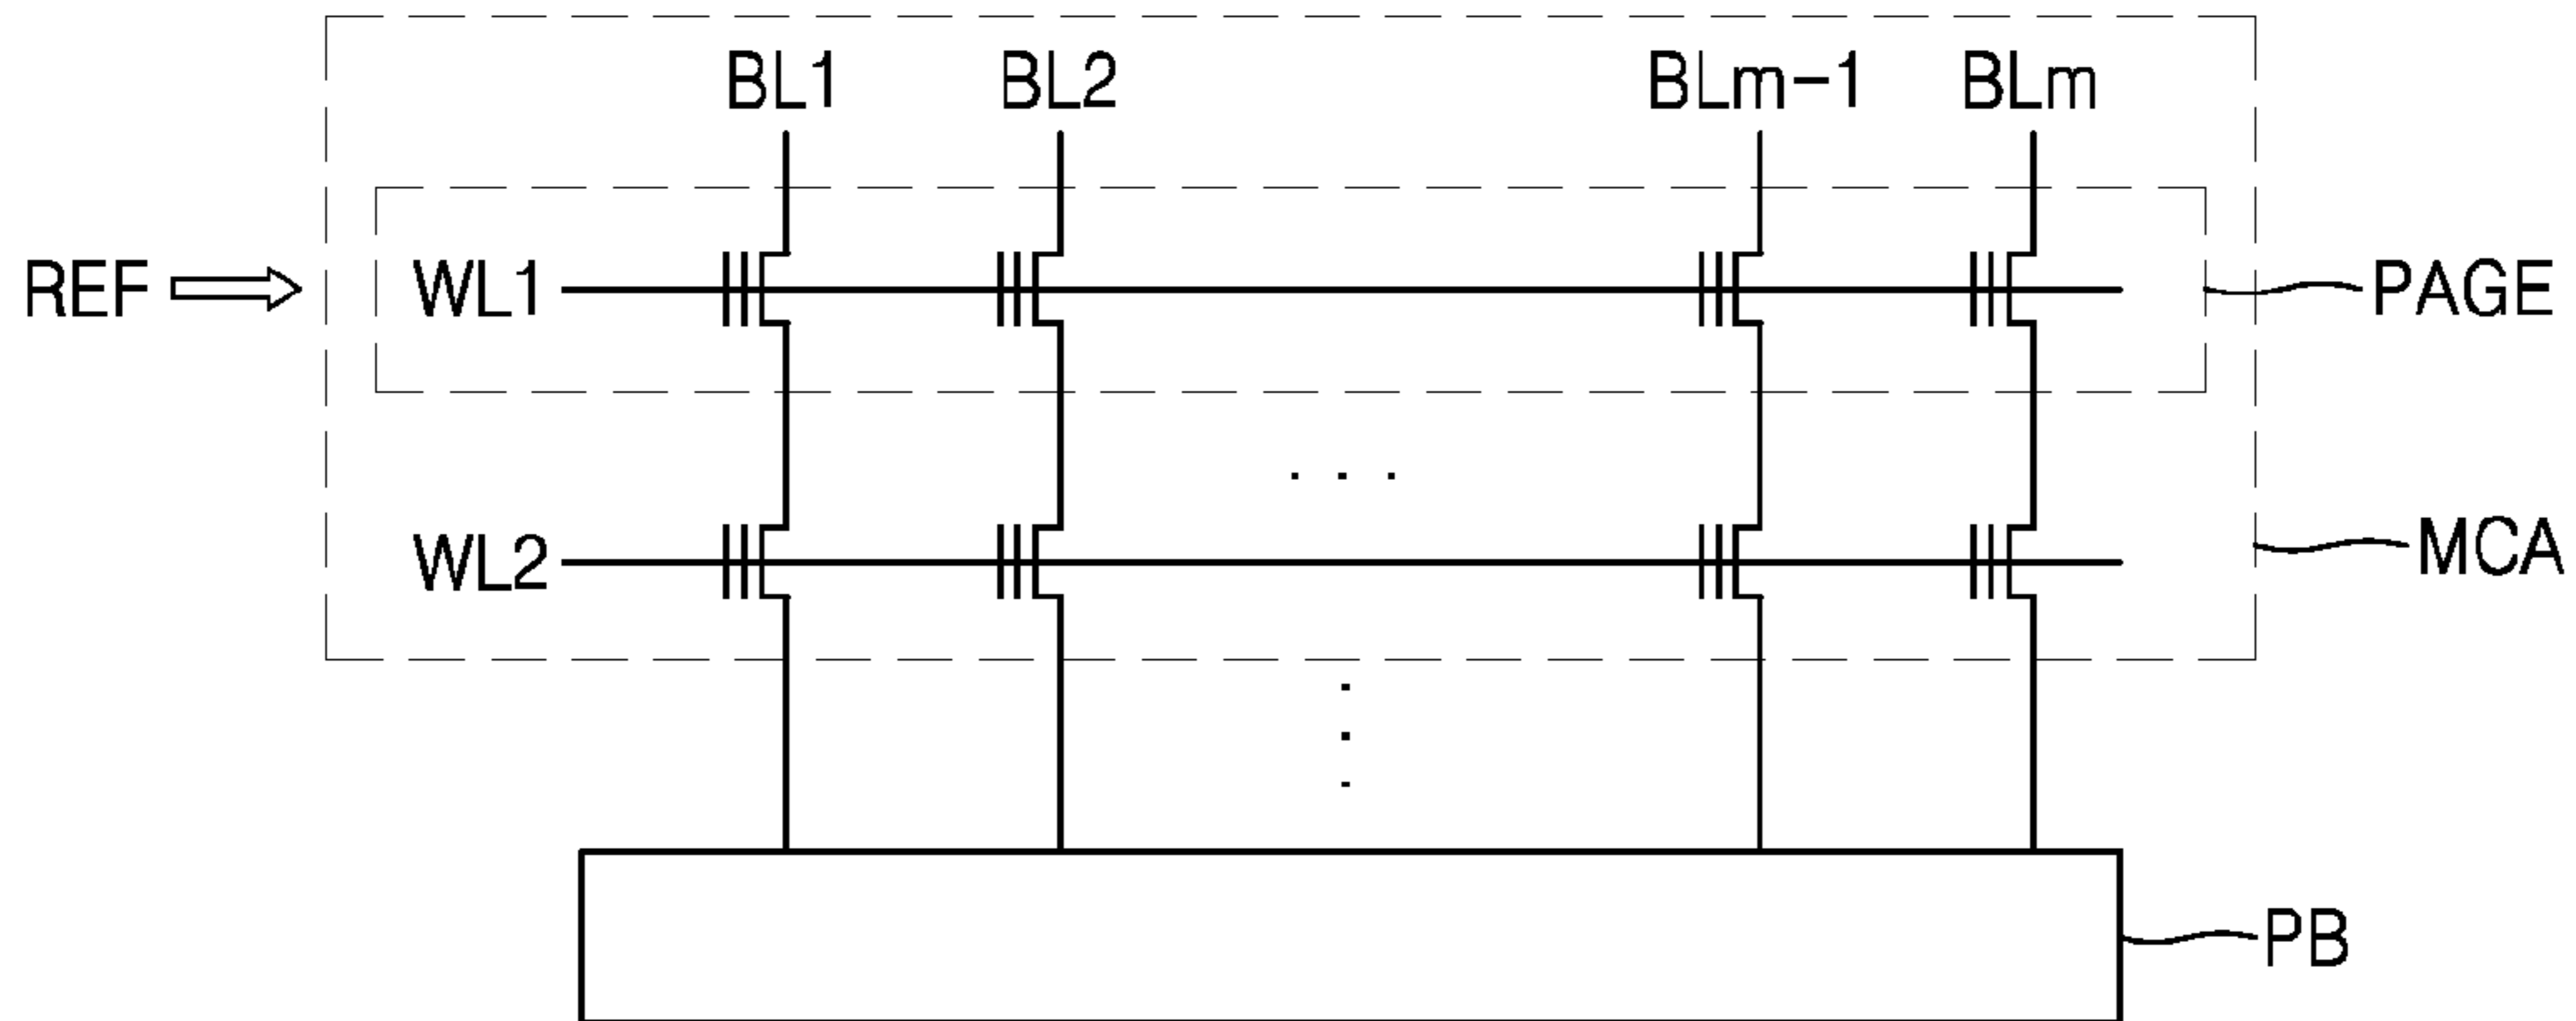 BL1 BL2 BLm-1 BLm
REF WL1 PAGE
. . .
WL2 MCA
PB